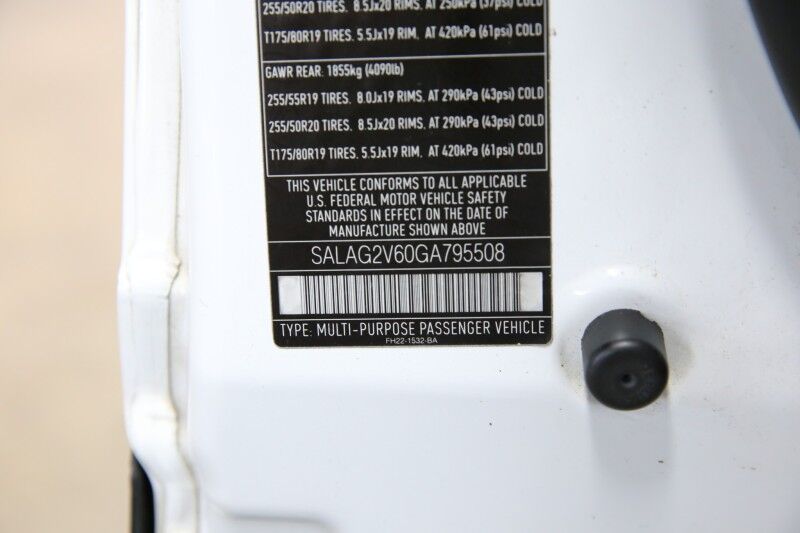 255/50R20 TIRES. 8.5Jx20 RIMS. AT 250kPa (37psi) COLD
T175/80R19 TIRES. 5.5Jx19 RIM. AT 420kPa (61psi) COLD
GAWR REAR: 1855kg (4090lb)
255/55R19 TIRES. 8.0Jx19 RIMS. AT 290kPa (43psi) COLD
255/50R20 TIRES. 8.5Jx20 RIMS. AT 290kPa (43psi) COLD
T175/80R19 TIRES. 5.5Jx19 RIM. AT 420kPa (61psi) COLD
THIS VEHICLE CONFORMS TO ALL APPLICABLE
U.S. FEDERAL MOTOR VEHICLE SAFETY
STANDARDS IN EFFECT ON THE DATE OF
MANUFACTURE SHOWN ABOVE
SALAG2V60GA795508
TYPE: MULTI-PURPOSE PASSENGER VEHICLE
FH22-1532-BA